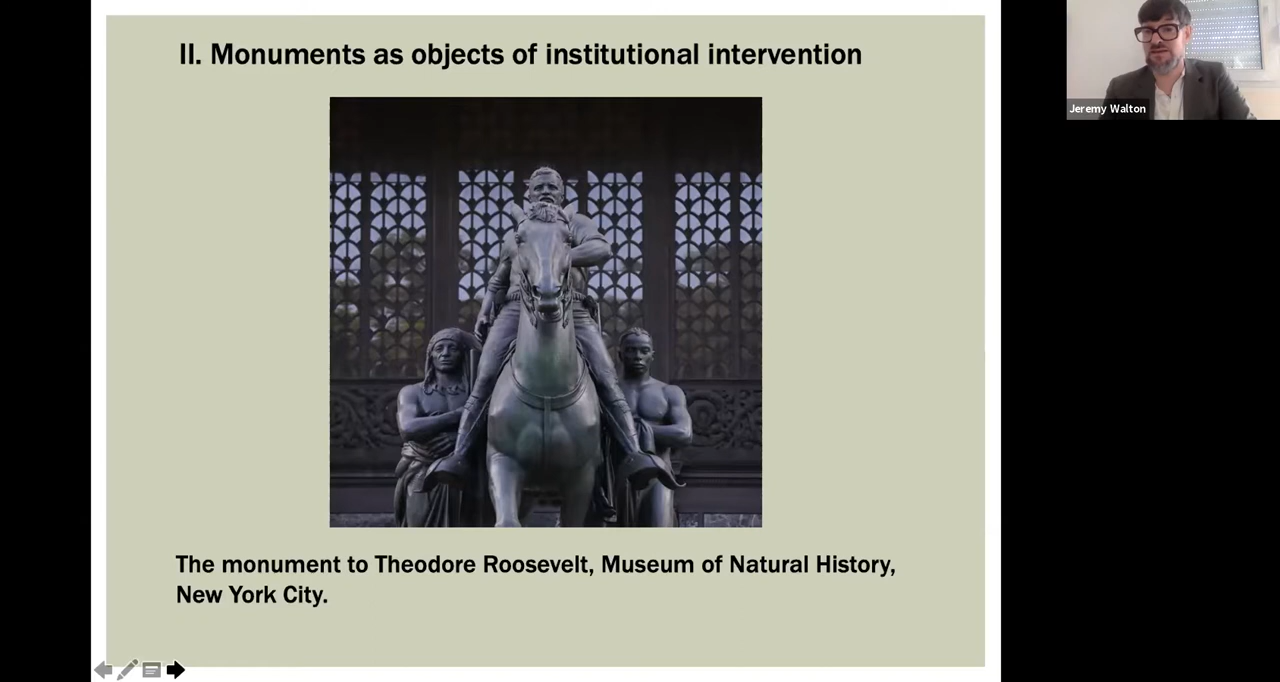 II. Monuments as objects of institutional intervention
Jeremy Walton
The monument to Theodore Roosevelt, Museum of Natural History,
New York City.